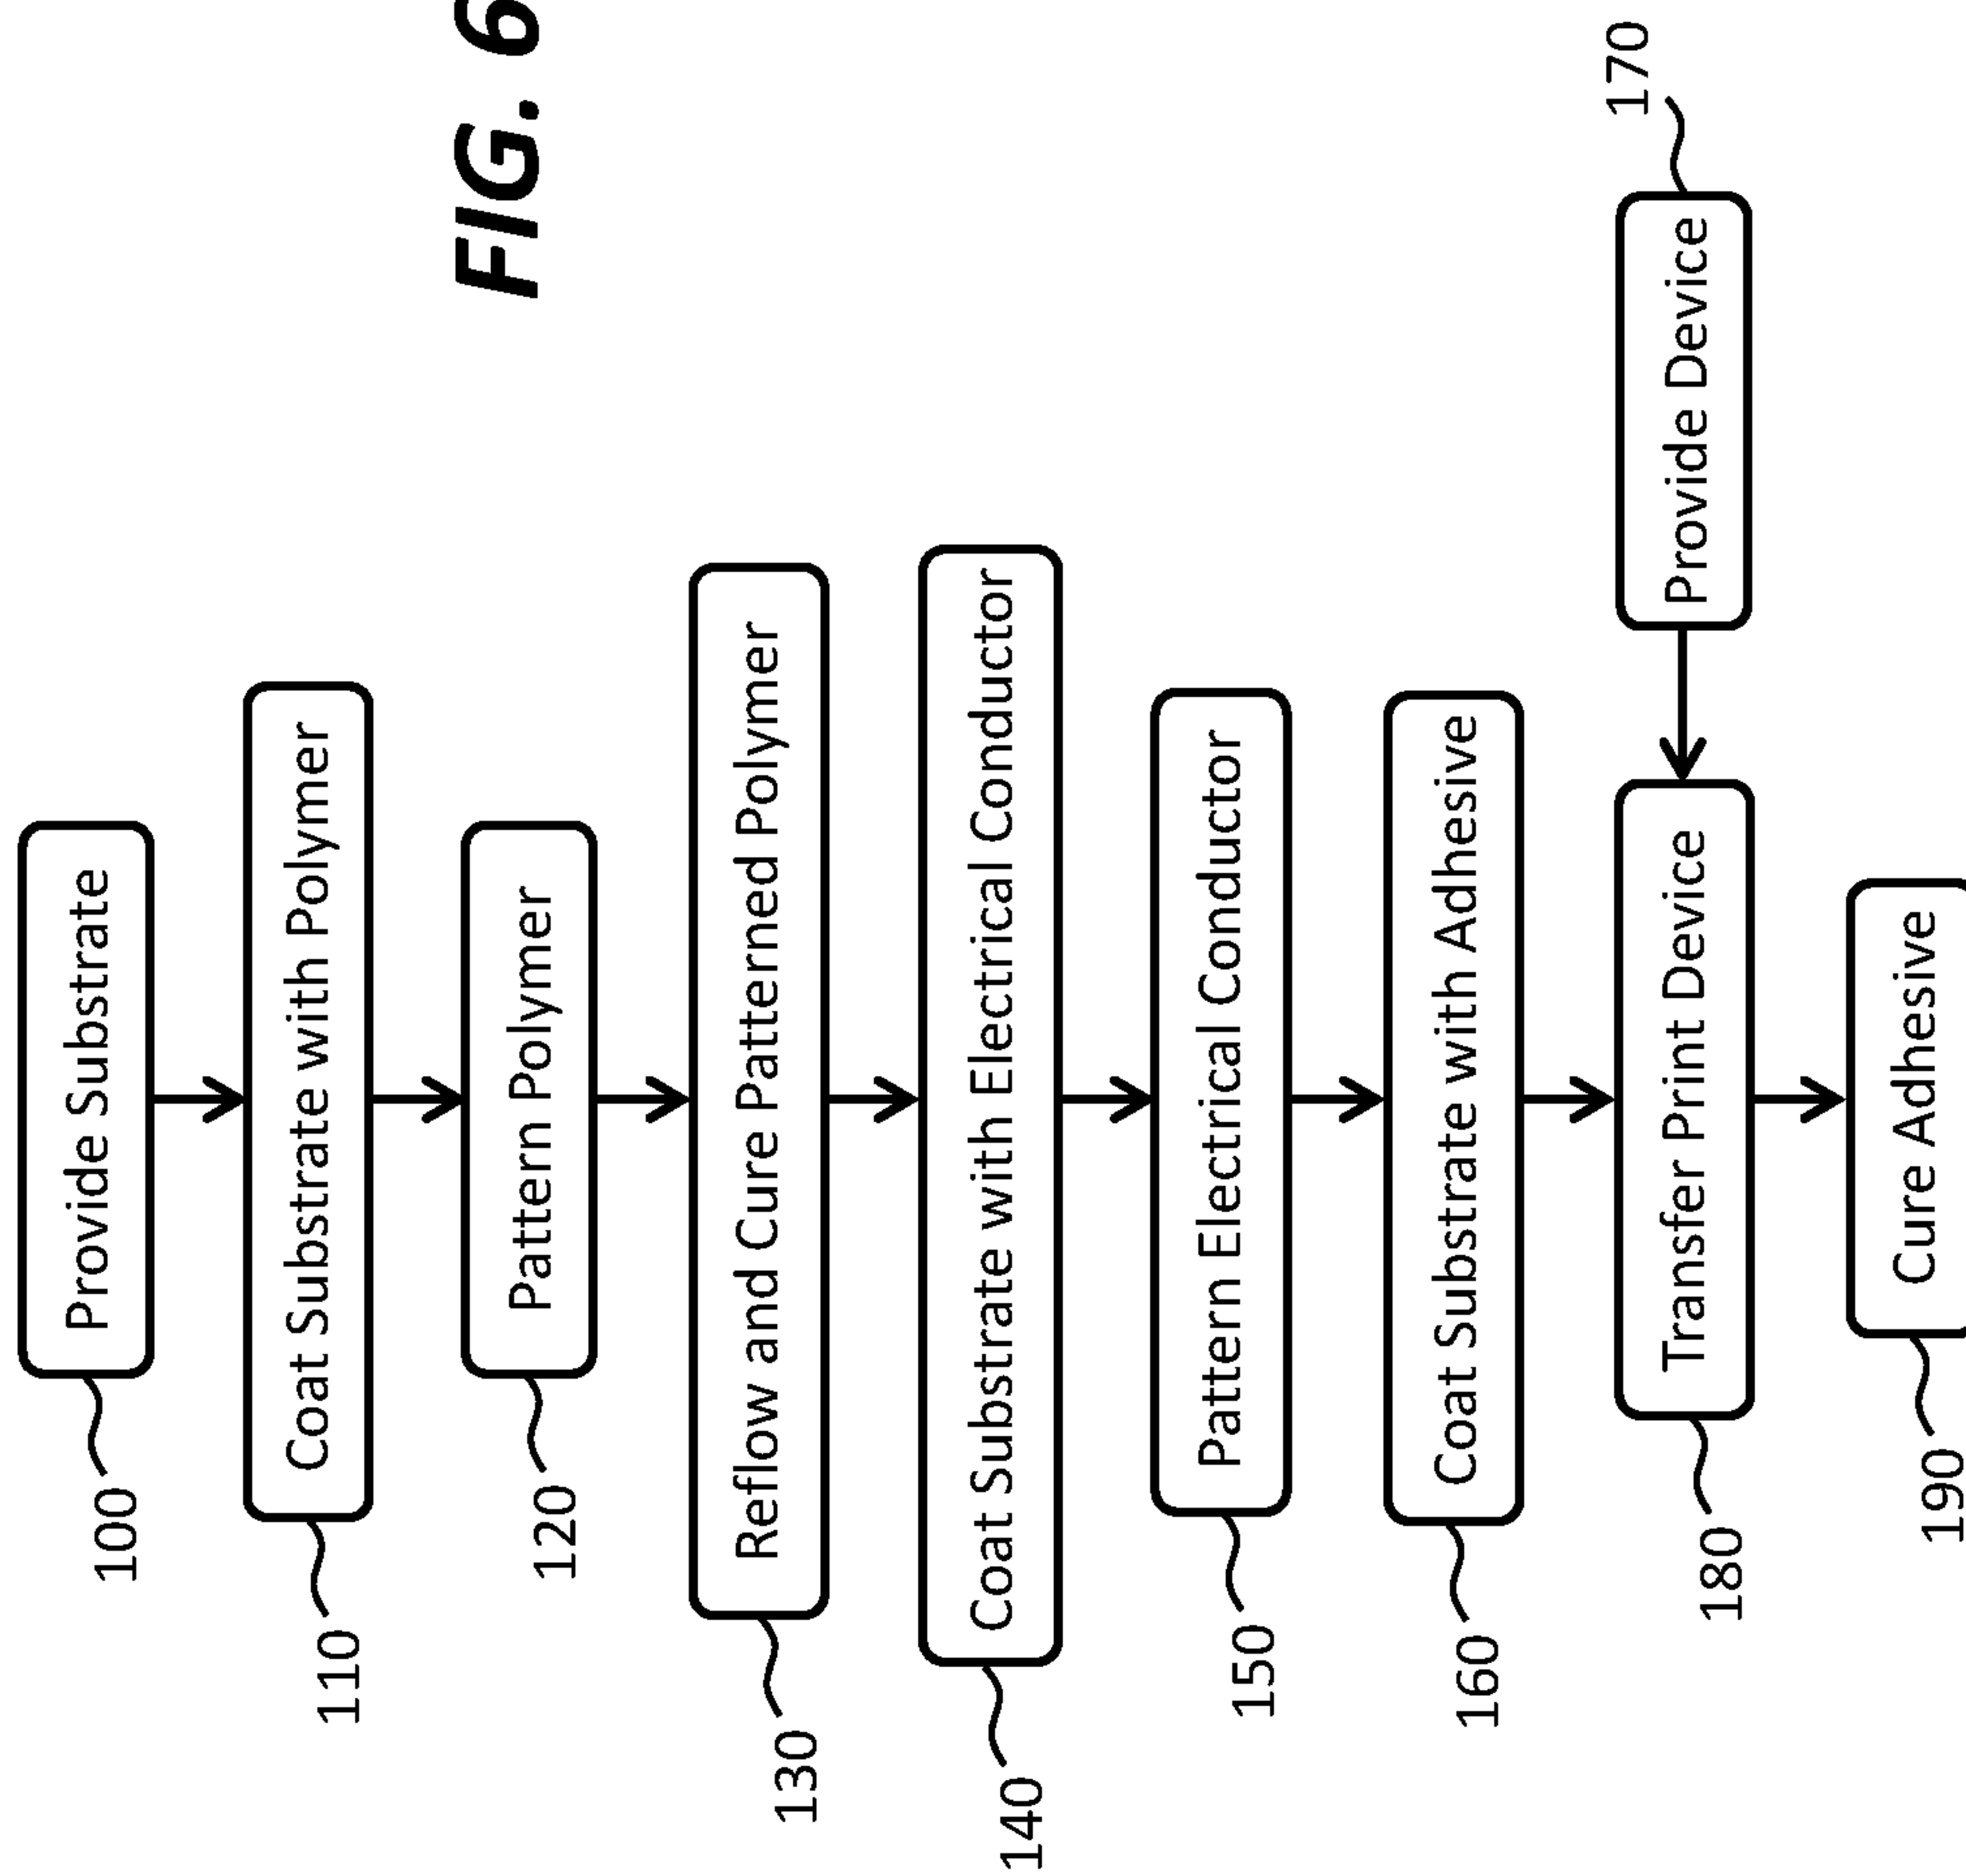 FIG. 6
100
Provide Substrate
110
Coat Substrate with Polymer
120
Pattern Polymer
130
Reflow and Cure Patterned Polymer
140
Coat Substrate with Electrical Conductor
150
Pattern Electrical Conductor
160
Coat Substrate with Adhesive
170
Provide Device
180
Transfer Print Device
190
Cure Adhesive